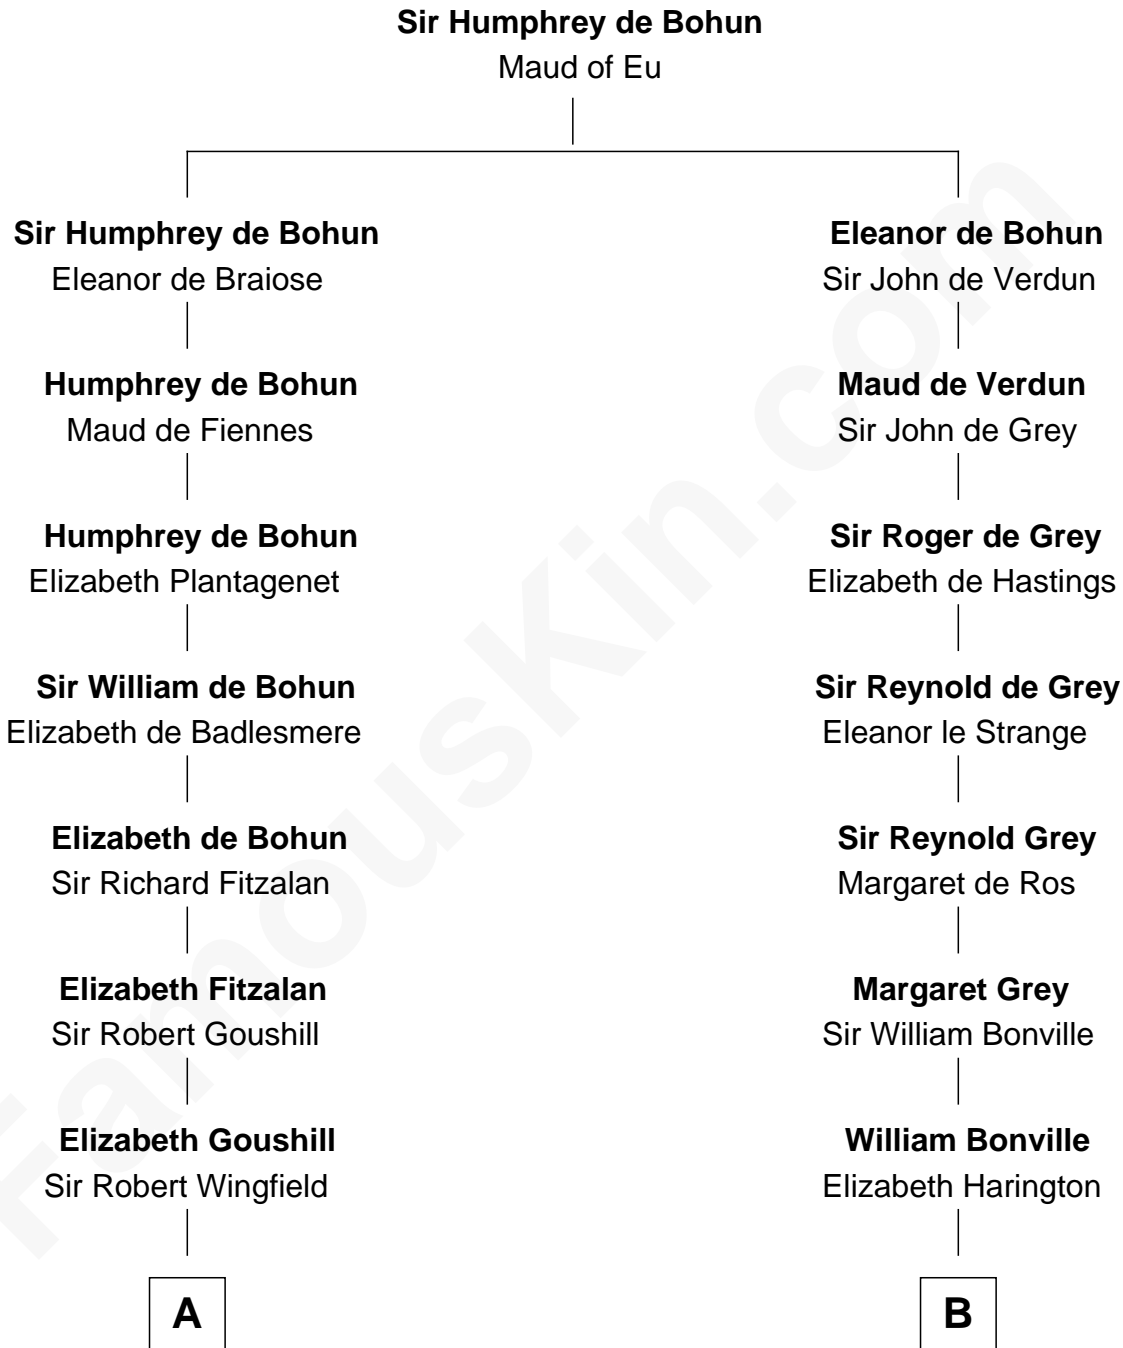 Sir Humphrey de Bohun
Maud of Eu
Sir Humphrey de Bohun
Eleanor de Braiose
Eleanor de Bohun
Sir John de Verdun
Humphrey de Bohun
Maud de Fiennes
Maud de Verdun
Sir John de Grey
Humphrey de Bohun
Elizabeth Plantagenet
Sir Roger de Grey
Elizabeth de Hastings
Sir William de Bohun
Elizabeth de Badlesmere
Sir Reynold de Grey
Eleanor le Strange
Elizabeth de Bohun
Sir Richard Fitzalan
Sir Reynold Grey
Margaret de Ros
Elizabeth Fitzalan
Sir Robert Goushill
Margaret Grey
Sir William Bonville
Elizabeth Goushill
Sir Robert Wingfield
William Bonville
Elizabeth Harington
A
B
FamousKin.com